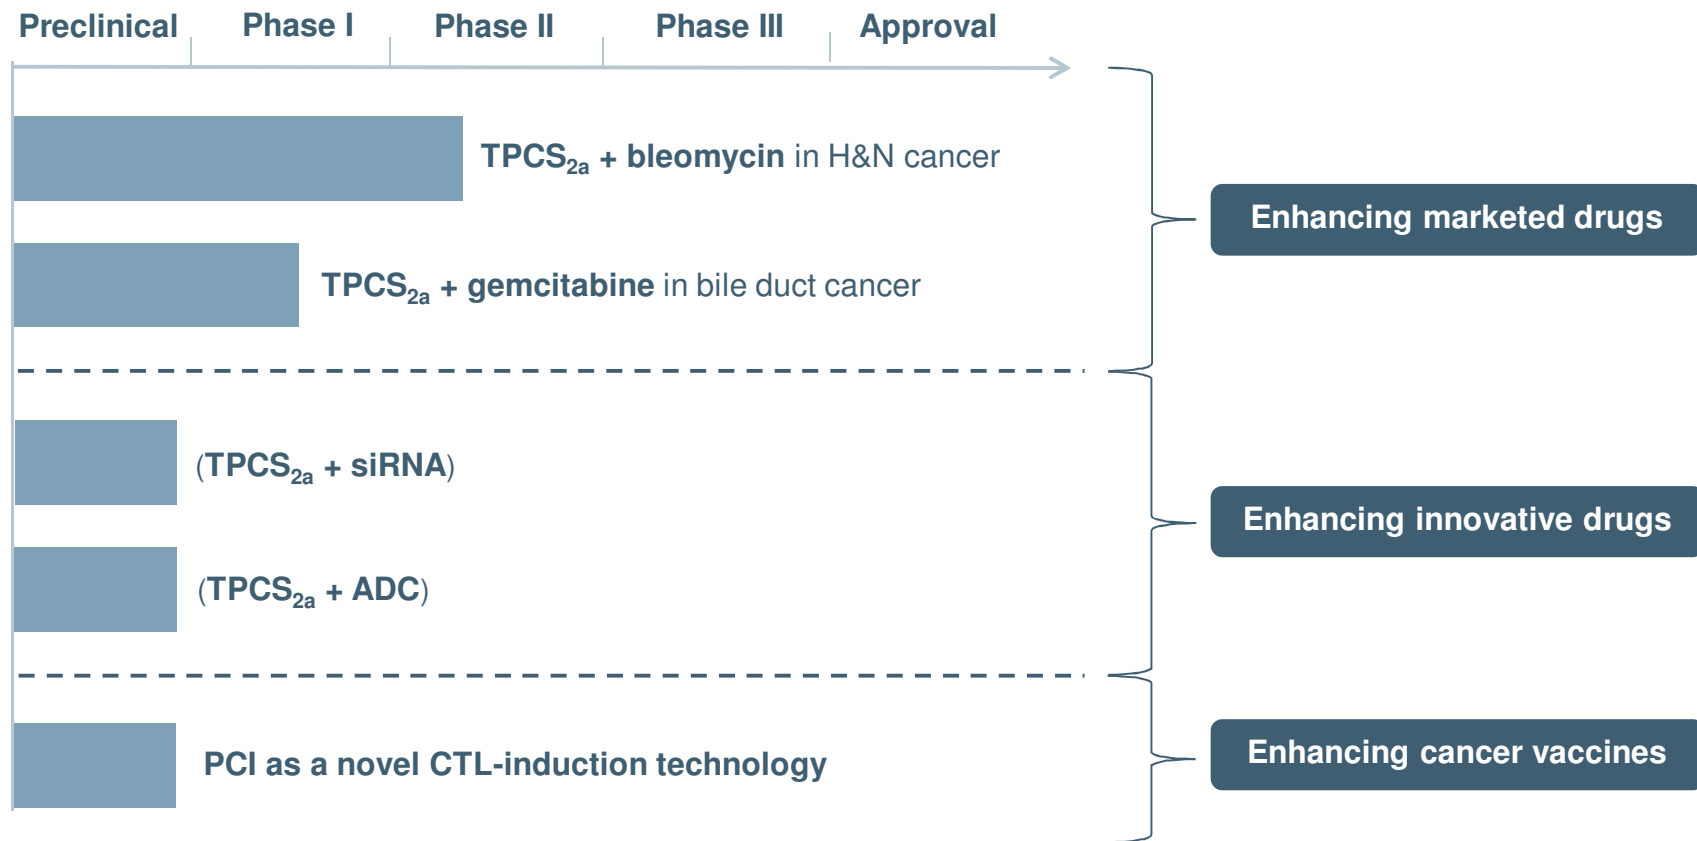 Preclinical Phase I Phase II Phase III Approval
TPCS2a + bleomycin in H&N cancer
Enhancing marketed drugs
TPCS2a + gemcitabine in bile duct cancer
(TPCS2a + siRNA)
Enhancing innovative drugs
(TPCS2a + ADC)
PCI as a novel CTL-induction technology
Enhancing cancer vaccines